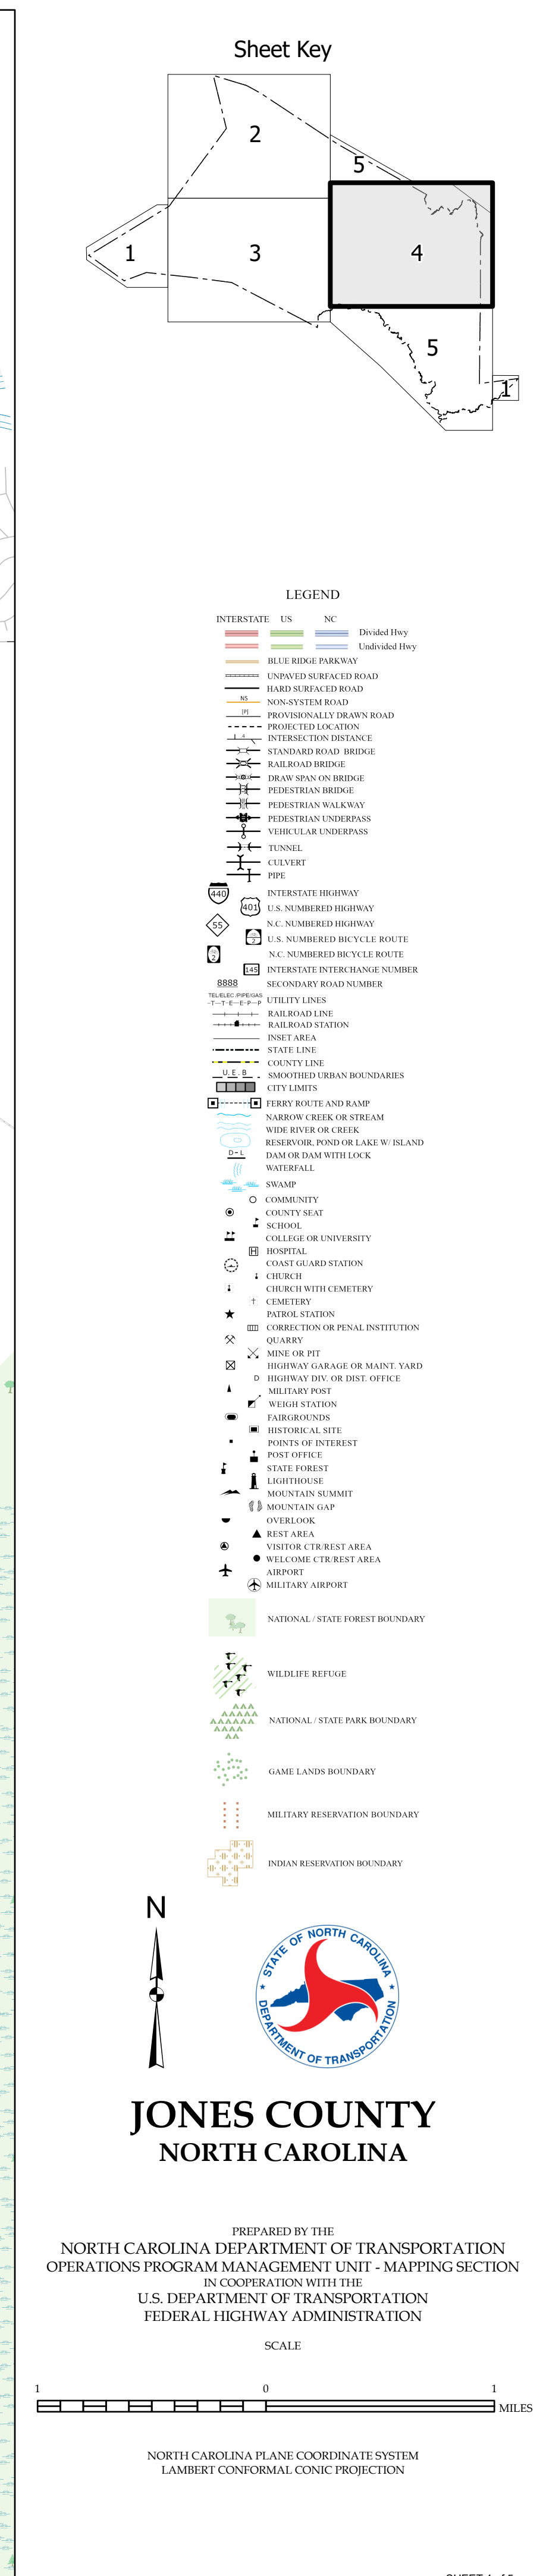 Sheet Key
2
5
1
3
4
5
1
LEGEND
INTERSTATE US NC
Divided Hwy
Undivided Hwy
BLUE RIDGE PARKWAY
UNPAVED SURFACED ROAD
HARD SURFACED ROAD
NS NON-SYSTEM ROAD
[P] PROVISIONALLY DRAWN ROAD
PROJECTED LOCATION
.4 INTERSECTION DISTANCE
STANDARD ROAD BRIDGE
RAILROAD BRIDGE
DRAW SPAN ON BRIDGE
PEDESTRIAN BRIDGE
PEDESTRIAN WALKWAY
PEDESTRIAN UNDERPASS
VEHICULAR UNDERPASS
TUNNEL
CULVERT
PIPE
440 INTERSTATE HIGHWAY
401 U.S. NUMBERED HIGHWAY
55 N.C. NUMBERED HIGHWAY
2 U.S. NUMBERED BICYCLE ROUTE
2 N.C. NUMBERED BICYCLE ROUTE
145 INTERSTATE INTERCHANGE NUMBER
8888 SECONDARY ROAD NUMBER
TEL/ELEC./PIPE/GAS
-T--T-E--E-P--P UTILITY LINES
RAILROAD LINE
RAILROAD STATION
INSET AREA
STATE LINE
COUNTY LINE
U.E.B SMOOTHED URBAN BOUNDARIES
CITY LIMITS
FERRY ROUTE AND RAMP
NARROW CREEK OR STREAM
WIDE RIVER OR CREEK
RESERVOIR, POND OR LAKE W/ ISLAND
D-L DAM OR DAM WITH LOCK
WATERFALL
SWAMP
COMMUNITY
COUNTY SEAT
SCHOOL
COLLEGE OR UNIVERSITY
H HOSPITAL
COAST GUARD STATION
CHURCH
CHURCH WITH CEMETERY
CEMETERY
PATROL STATION
CORRECTION OR PENAL INSTITUTION
QUARRY
MINE OR PIT
HIGHWAY GARAGE OR MAINT. YARD
D HIGHWAY DIV. OR DIST. OFFICE
MILITARY POST
WEIGH STATION
FAIRGROUNDS
HISTORICAL SITE
POINTS OF INTEREST
POST OFFICE
STATE FOREST
LIGHTHOUSE
MOUNTAIN SUMMIT
MOUNTAIN GAP
OVERLOOK
REST AREA
VISITOR CTR/REST AREA
WELCOME CTR/REST AREA
AIRPORT
MILITARY AIRPORT
NATIONAL / STATE FOREST BOUNDARY
WILDLIFE REFUGE
NATIONAL / STATE PARK BOUNDARY
GAME LANDS BOUNDARY
MILITARY RESERVATION BOUNDARY
INDIAN RESERVATION BOUNDARY
N
STATE OF NORTH CAROLINA
DEPARTMENT OF TRANSPORTATION
JONES COUNTY
NORTH CAROLINA
PREPARED BY THE
NORTH CAROLINA DEPARTMENT OF TRANSPORTATION
OPERATIONS PROGRAM MANAGEMENT UNIT - MAPPING SECTION
IN COOPERATION WITH THE
U.S. DEPARTMENT OF TRANSPORTATION
FEDERAL HIGHWAY ADMINISTRATION
SCALE
1 0 1
MILES
NORTH CAROLINA PLANE COORDINATE SYSTEM
LAMBERT CONFORMAL CONIC PROJECTION